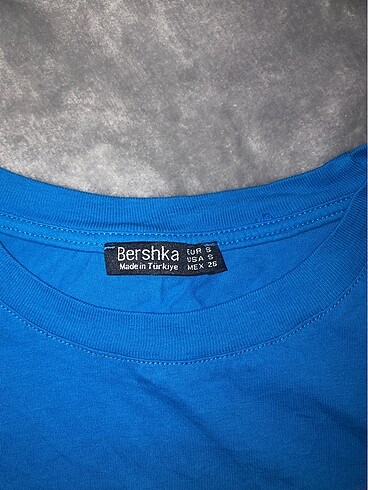 Bershka
Made in Türkiye
EUR S
USA S
MEX 26